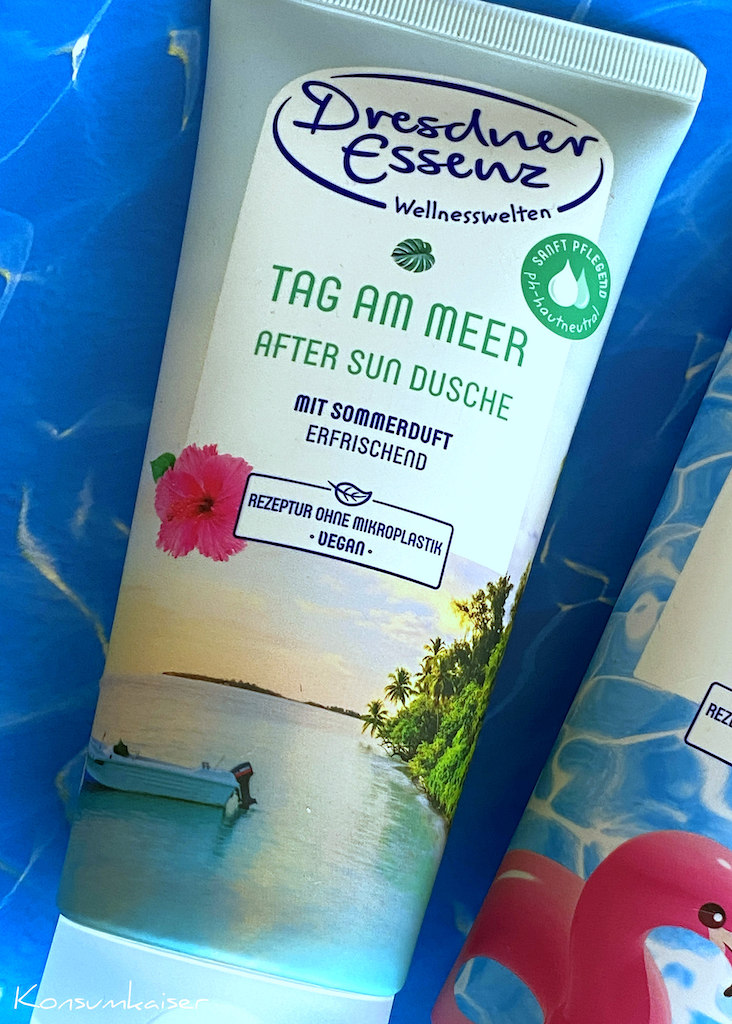 Dresdner
Essenz
Wellnesswelten
SANFT PFLEGEND
ph-hautneutral
TAG AM MEER
AFTER SUN DUSCHE
MIT SOMMERDUFT
ERFRISCHEND
REZEPTUR OHNE MIKROPLASTIK
· VEGAN ·
Konsumkaiser